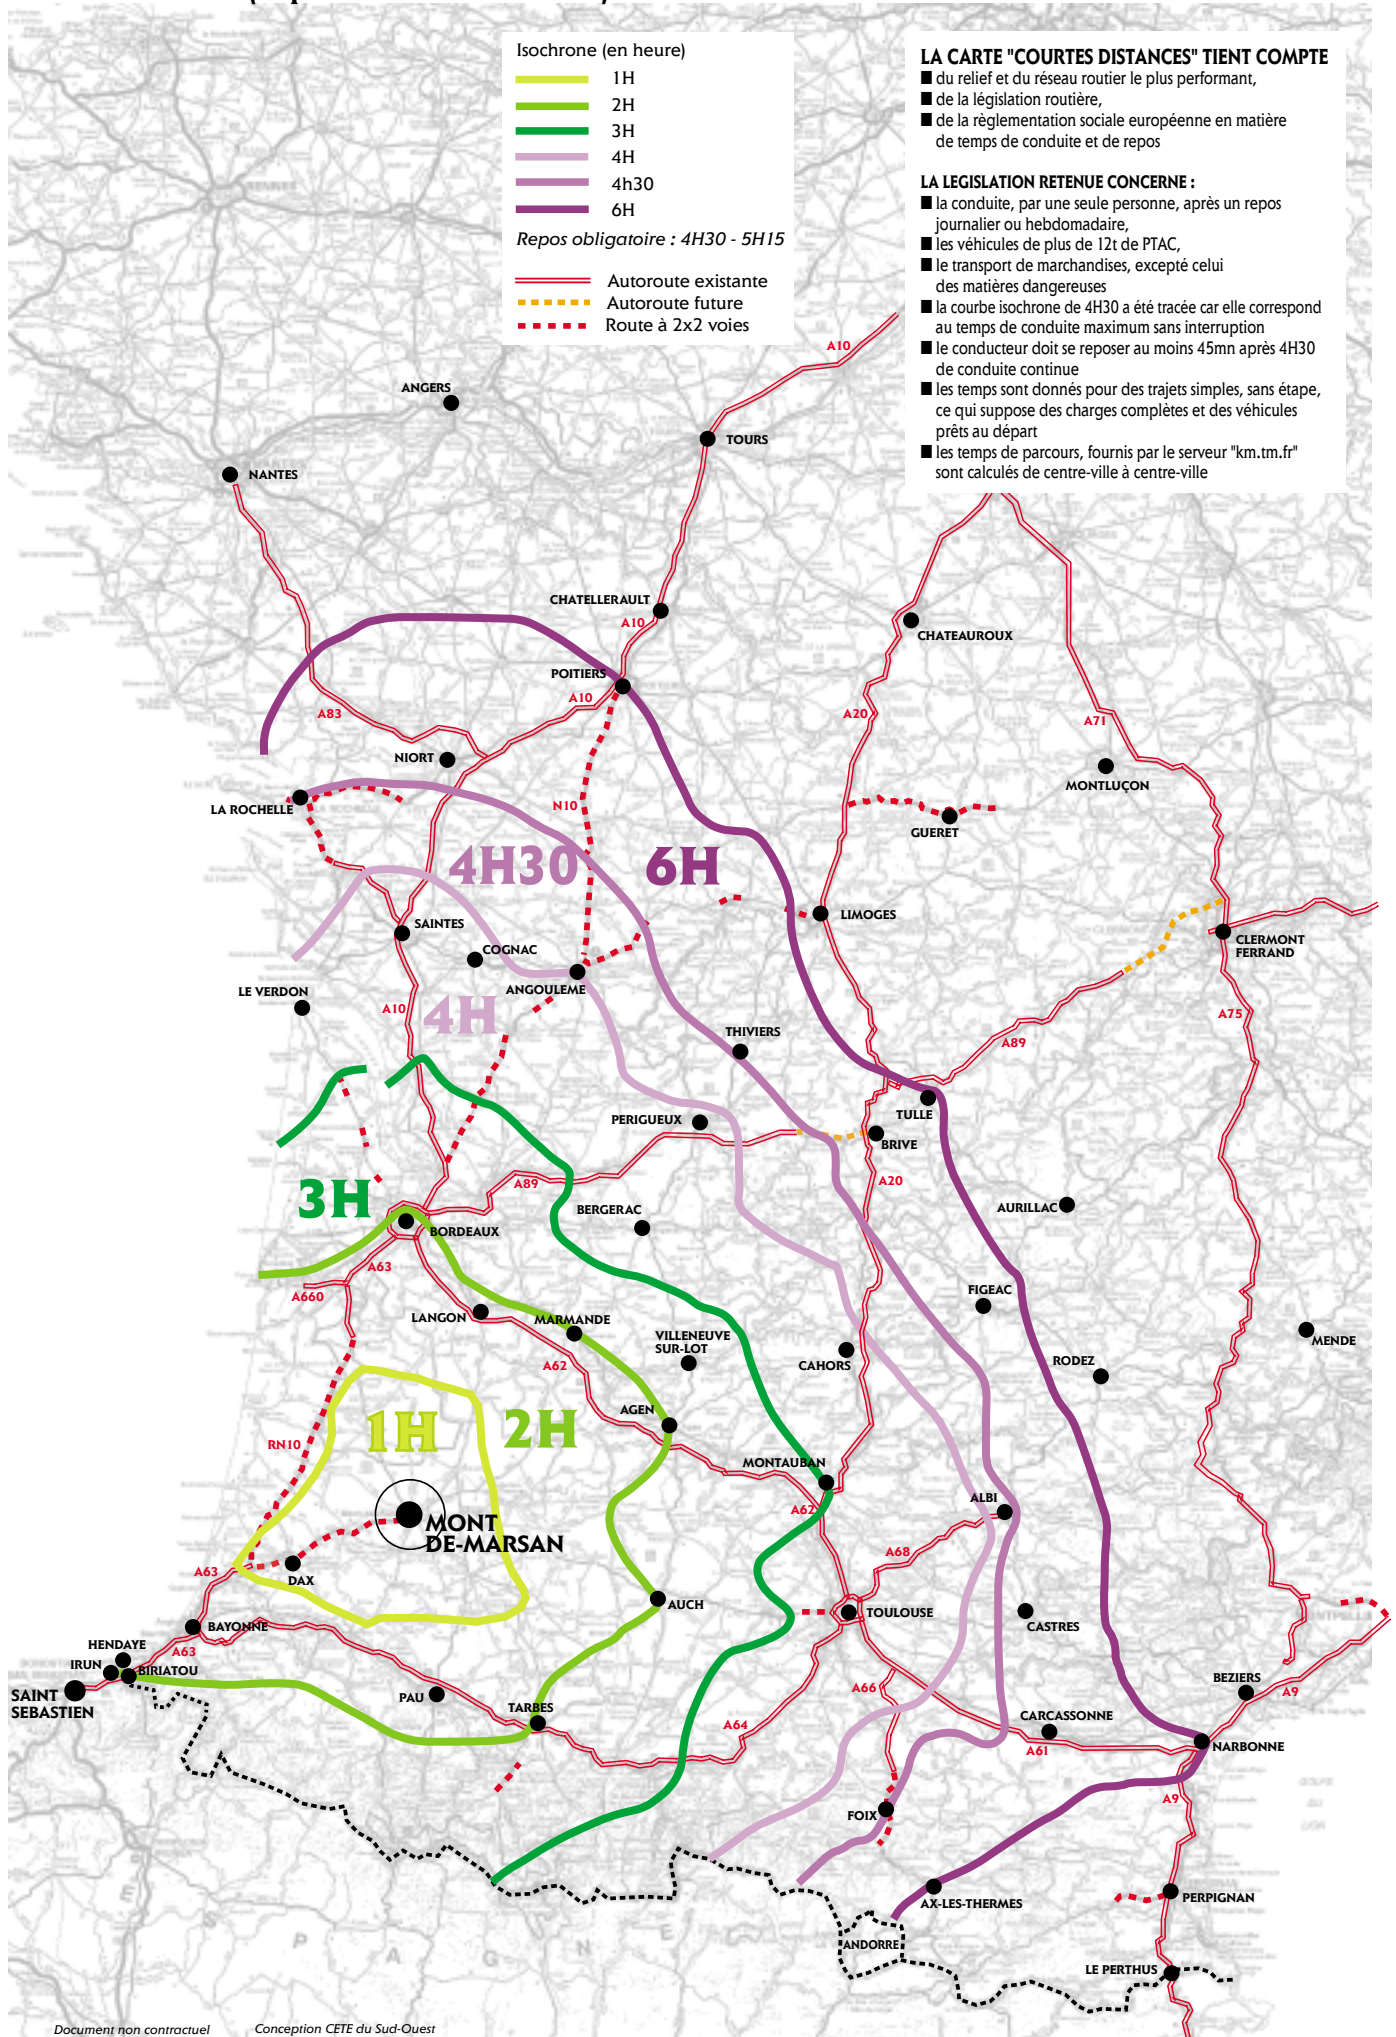 Isochrone (en heure)
1H
2H
3H
4H
4h30
6H
Repos obligatoire : 4H30 - 5H15
Autoroute existante
Autoroute future
Route à 2x2 voies
LA CARTE "COURTES DISTANCES" TIENT COMPTE
■ du relief et du réseau routier le plus performant,
■ de la législation routière,
■ de la règlementation sociale européenne en matière
de temps de conduite et de repos
LA LEGISLATION RETENUE CONCERNE :
■ la conduite, par une seule personne, après un repos
journalier ou hebdomadaire,
■ les véhicules de plus de 12t de PTAC,
■ le transport de marchandises, excepté celui
des matières dangereuses
■ la courbe isochrone de 4H30 a été tracée car elle correspond
au temps de conduite maximum sans interruption
■ le conducteur doit se reposer au moins 45mn après 4H30
de conduite continue
■ les temps sont donnés pour des trajets simples, sans étape,
ce qui suppose des charges complètes et des véhicules
prêts au départ
■ les temps de parcours, fournis par le serveur "km.tm.fr"
sont calculés de centre-ville à centre-ville
A10
ANGERS
TOURS
NANTES
CHATELLERAULT
A10
CHATEAUROUX
POITIERS
A10
A83
A20
A71
NIORT
MONTLUÇON
LA ROCHELLE
N10
GUERET
4H30
6H
LIMOGES
SAINTES
COGNAC
CLERMONT
FERRAND
ANGOULEME
LE VERDON
A10
4H
A75
THIVIERS
A89
TULLE
PERIGUEUX
BRIVE
A20
A89
3H
BERGERAC
AURILLAC
BORDEAUX
A63
A660
FIGEAC
LANGON
MARMANDE
VILLENEUVE
SUR-LOT
MENDE
A62
CAHORS
RODEZ
AGEN
1H
2H
RN10
MONTAUBAN
ALBI
A62
MONT
DE-MARSAN
A68
A63
DAX
AUCH
TOULOUSE
CASTRES
BAYONNE
HENDAYE
A63
IRUN
BIRIATOU
BEZIERS
SAINT
SEBASTIEN
PAU
A66
A9
TARBES
CARCASSONNE
A64
A61
NARBONNE
A9
FOIX
AX-LES-THERMES
PERPIGNAN
ANDORRE
LE PERTHUS
Document non contractuel
Conception CETE du Sud-Ouest